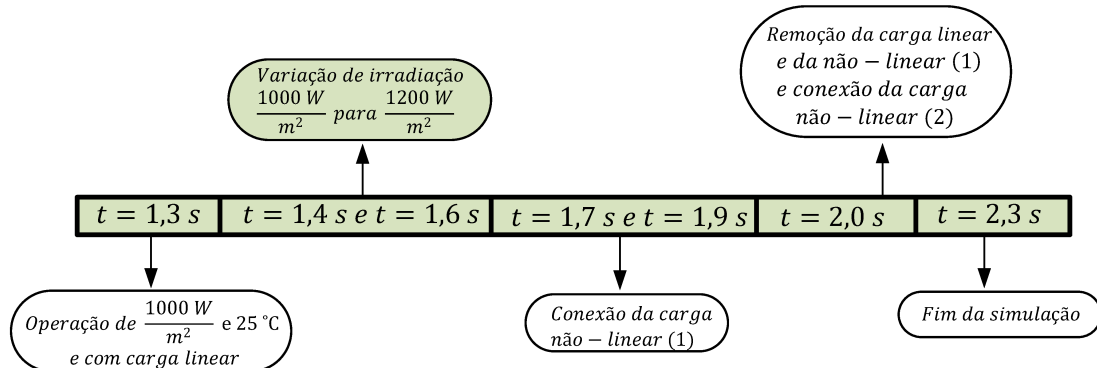 Remoção da carga linear
e da não − linear (1)
e conexão da carga
não − linear (2)
Variação de irradiação
1000 W/m² para 1200 W/m²
t = 1,3 s
t = 1,4 s e t = 1,6 s
t = 1,7 s e t = 1,9 s
t = 2,0 s
t = 2,3 s
Operação de 1000 W/m² e 25 °C
e com carga linear
Conexão da carga
não − linear (1)
Fim da simulação